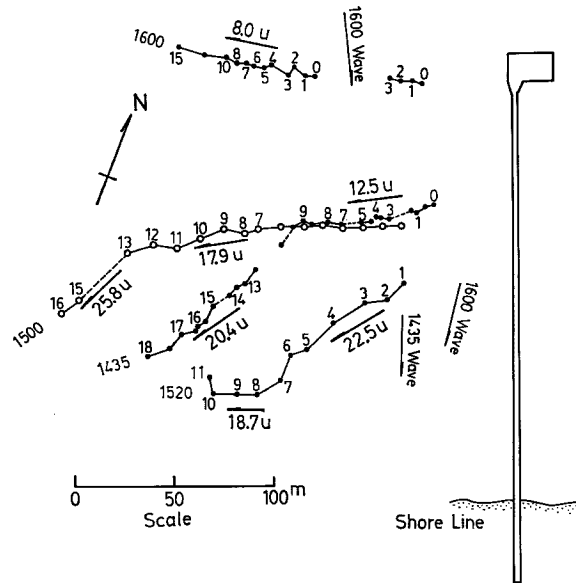 1600
8.0 u
15
10 8 7 6 5 4 3 2 1 0
1600 Wave
3 2 1 0
N
12.5 u
9 8 7 5 4 3 1 0
16 15 13 12 11 10 9 8 7
17.9 u
25.8 u
1500
18 17 16 15 14 13
20.4 u
1435
11 10 9 8 7 6 5 4 3 2 1
22.5 u
1435 Wave
1600 Wave
1520
18.7u
0 50 100 m
Scale
Shore Line